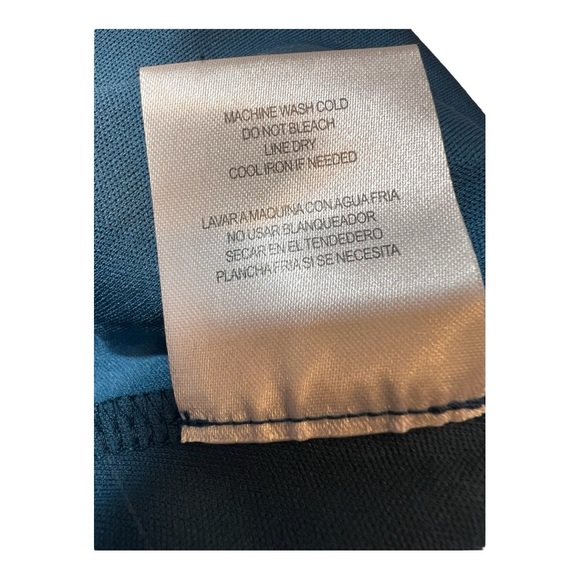 MACHINE WASH COLD
DO NOT BLEACH
LINE DRY
COOL IRON IF NEEDED
LAVAR A MAQUINA CON AGUA FRIA
NO USAR BLANQUEADOR
SECAR EN EL TENDEDERO
PLANCHA FRIA SI SE NECESITA